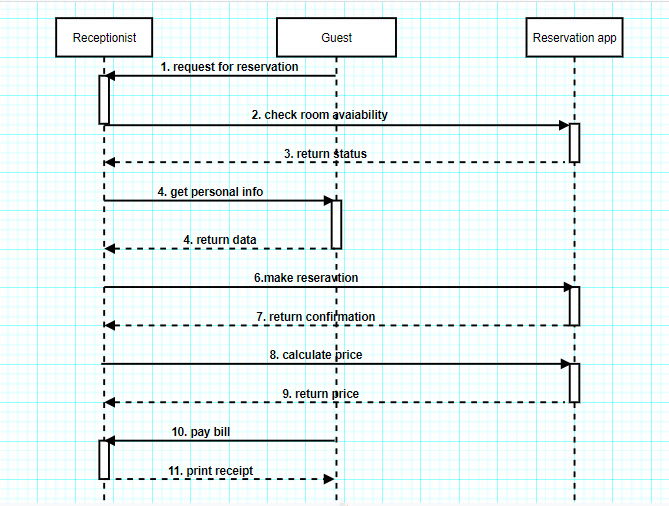 Receptionist
Guest
Reservation app
1. request for reservation
2. check room avaiability
3. return status
4. get personal info
4. return data
6.make reseravtion
7. return confirmation
8. calculate price
9. return price
10. pay bill
11. print receipt